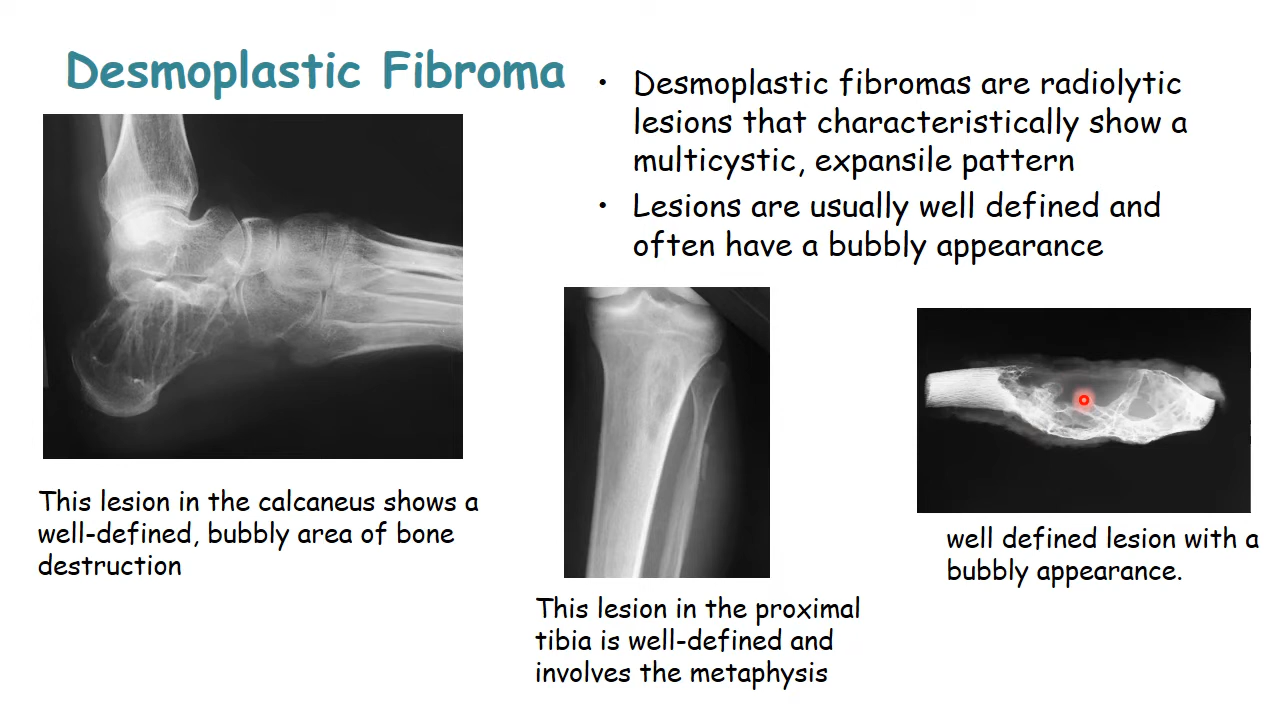 Desmoplastic Fibroma
• Desmoplastic fibromas are radiolytic
lesions that characteristically show a
multicystic, expansile pattern
• Lesions are usually well defined and
often have a bubbly appearance
This lesion in the calcaneus shows a
well-defined, bubbly area of bone
destruction
This lesion in the proximal
tibia is well-defined and
involves the metaphysis
well defined lesion with a
bubbly appearance.